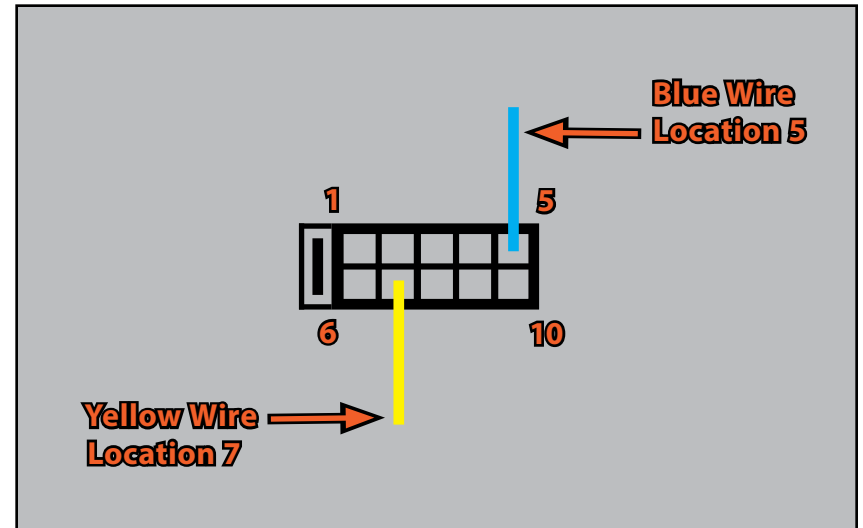 Blue Wire
Location 5
1
5
6
10
Yellow Wire
Location 7